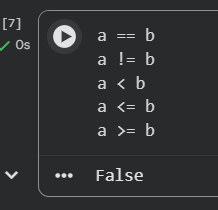 [7]
0s
a == b
a != b
a < b
a <= b
a >= b
False